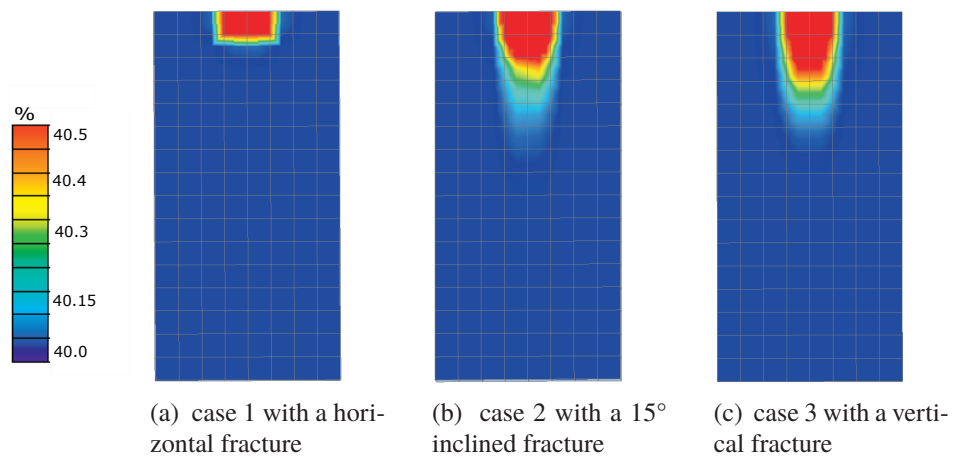 %
40.5
40.4
40.3
40.15
40.0
(a) case 1 with a hori-
zontal fracture
(b) case 2 with a 15°
inclined fracture
(c) case 3 with a verti-
cal fracture